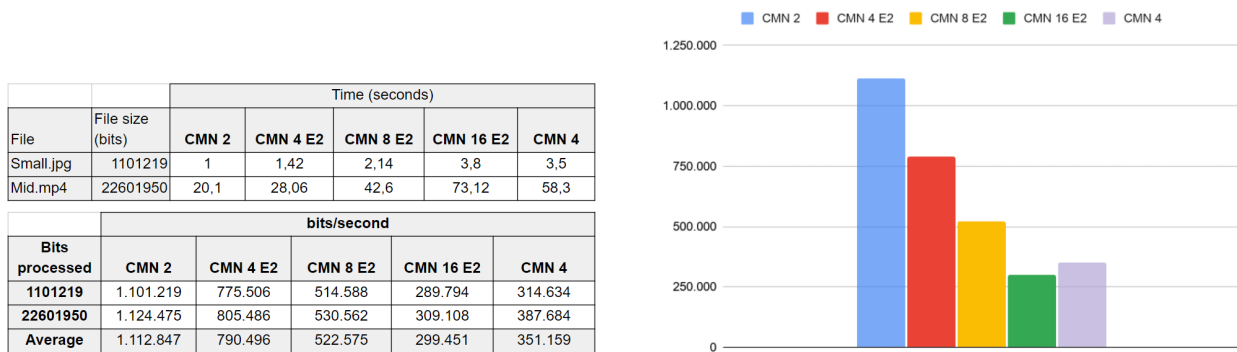 Time (seconds)
File File size (bits) CMN 2 CMN 4 E2 CMN 8 E2 CMN 16 E2 CMN 4
Small.jpg 1101219 1 1,42 2,14 3,8 3,5
Mid.mp4 22601950 20,1 28,06 42,6 73,12 58,3
bits/second
Bits processed CMN 2 CMN 4 E2 CMN 8 E2 CMN 16 E2 CMN 4
1101219 1.101.219 775.506 514.588 289.794 314.634
22601950 1.124.475 805.486 530.562 309.108 387.684
Average 1.112.847 790.496 522.575 299.451 351.159
CMN 2 CMN 4 E2 CMN 8 E2 CMN 16 E2 CMN 4
1.250.000
1.000.000
750.000
500.000
250.000
0